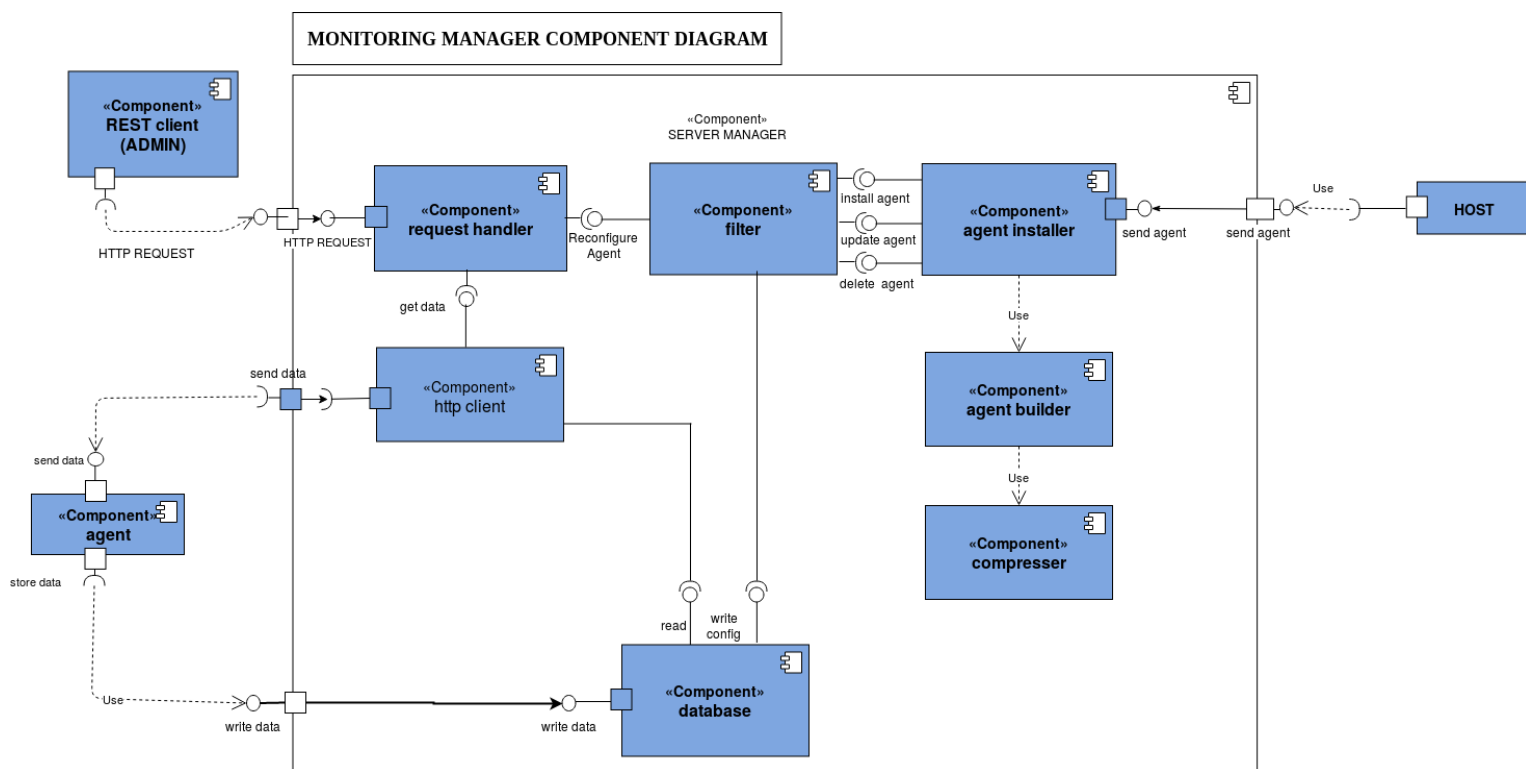 MONITORING MANAGER COMPONENT DIAGRAM
«Component»
REST client
(ADMIN)
«Component»
SERVER MANAGER
«Component»
request handler
«Component»
filter
«Component»
agent installer
HOST
Use
install agent
update agent
delete agent
send agent
send agent
HTTP REQUEST
HTTP REQUEST
Reconfigure
Agent
get data
Use
«Component»
http client
send data
«Component»
agent builder
send data
Use
«Component»
agent
«Component»
compresser
store data
read
write
config
Use
«Component»
database
write data
write data